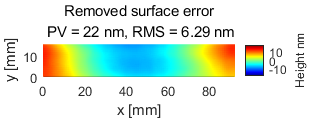 Removed surface error
PV = 22 nm, RMS = 6.29 nm
y [mm]
10
0
0 20 40 60 80
x [mm]
10
0
-10
Height nm